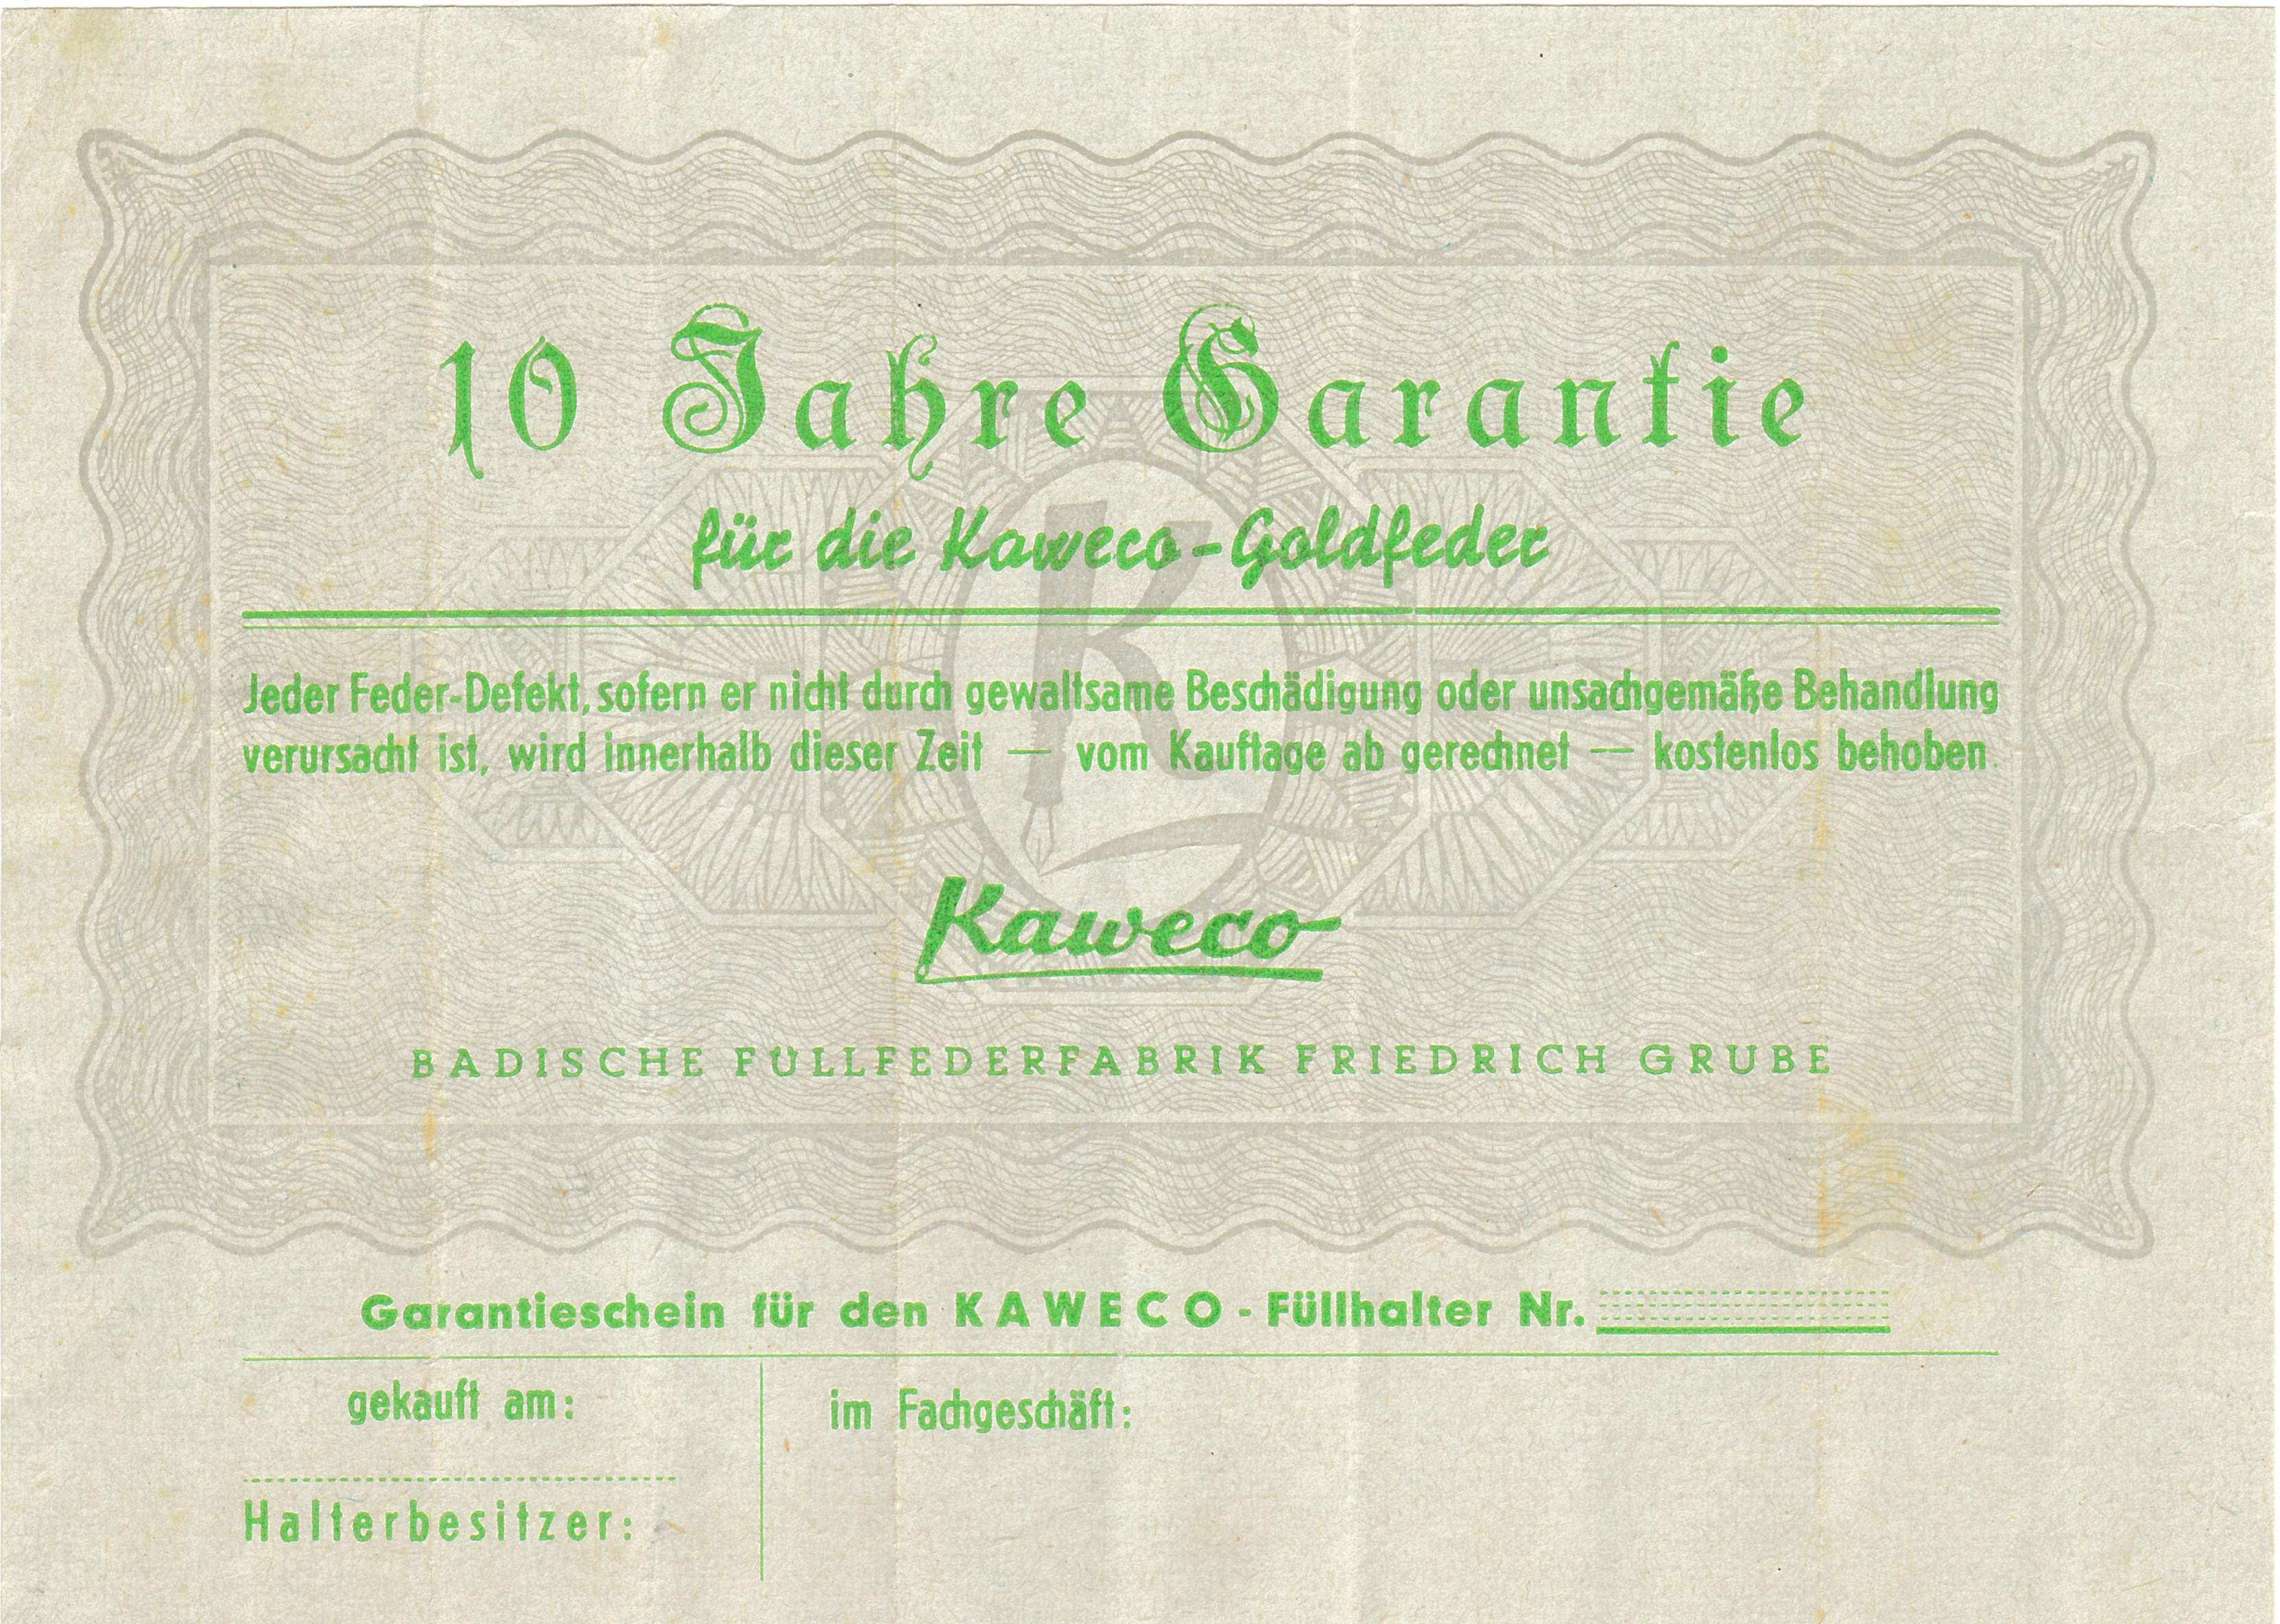 10 Jahre Garantie
für die Kaweco-Goldfeder
Jeder Feder-Defekt, sofern er nicht durch gewaltsame Beschädigung oder unsachgemäße Behandlung
verursacht ist, wird innerhalb dieser Zeit — vom Kauftage ab gerechnet — kostenlos behoben.
K
Kaweco
BADISCHE FÜLLFEDERFABRIK FRIEDRICH GRUBE
Garantieschein für den KAWECO-Füllhalter Nr.
gekauft am:
im Fachgeschäft:
Halterbesitzer: